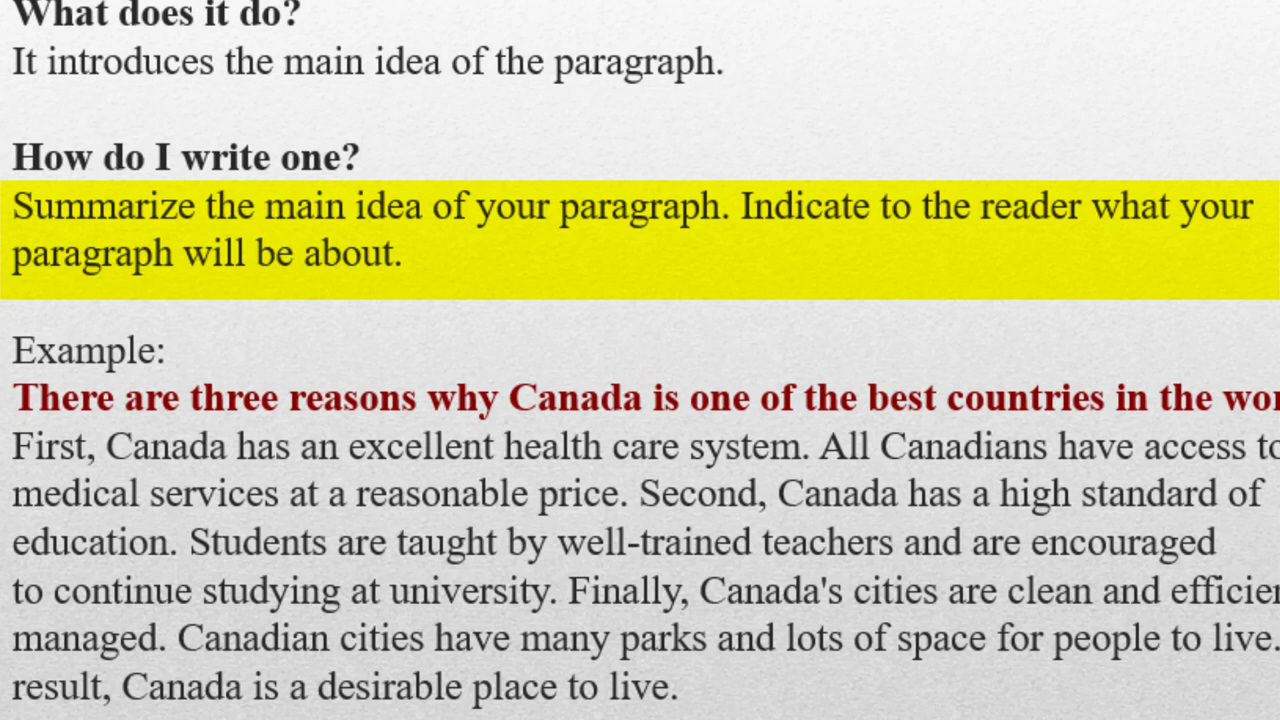 What does it do?
It introduces the main idea of the paragraph.
How do I write one?
Summarize the main idea of your paragraph. Indicate to the reader what your
paragraph will be about.
Example:
There are three reasons why Canada is one of the best countries in the
First, Canada has an excellent health care system. All Canadians have access
medical services at a reasonable price. Second, Canada has a high standard of
education. Students are taught by well-trained teachers and are encouraged
to continue studying at university. Finally, Canada's cities are clean and
managed. Canadian cities have many parks and lots of space for people to live.
result, Canada is a desirable place to live.